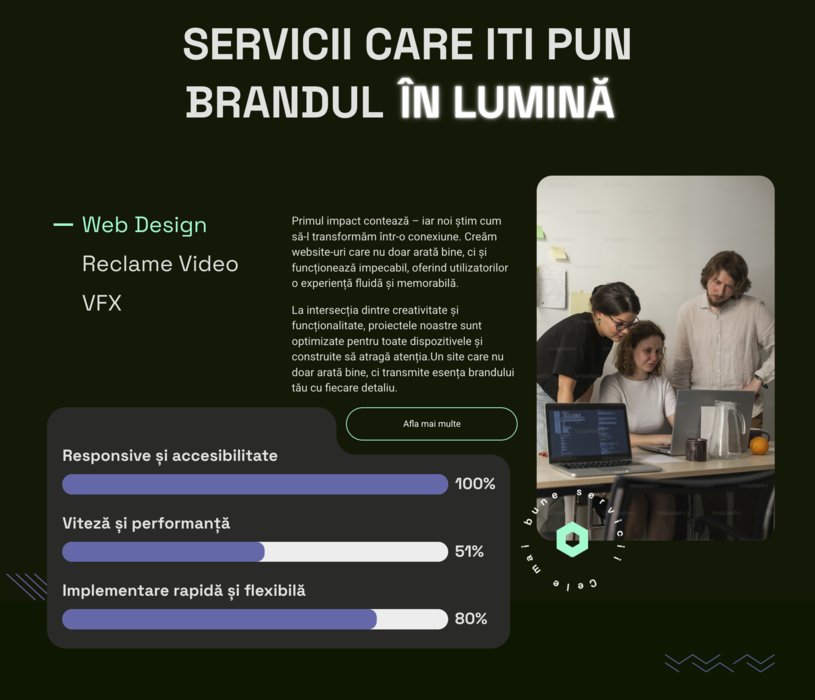 SERVICII CARE ITI PUN
BRANDUL ÎN LUMINĂ
Web Design
Reclame Video
VFX
Primul impact contează – iar noi știm cum
să-l transformăm într-o conexiune. Creăm
website-uri care nu doar arată bine, ci și
funcționează impecabil, oferind utilizatorilor
o experiență fluidă și memorabilă.
La intersecția dintre creativitate și
funcționalitate, proiectele noastre sunt
optimizate pentru toate dispozitivele și
construite să atragă atenția.Un site care nu
doar arată bine, ci transmite esența brandului
tău cu fiecare detaliu.
Afla mai multe
Responsive și accesibilitate
100%
Viteză și performanță
51%
Implementare rapidă și flexibilă
80%
Cele mai bune servicii